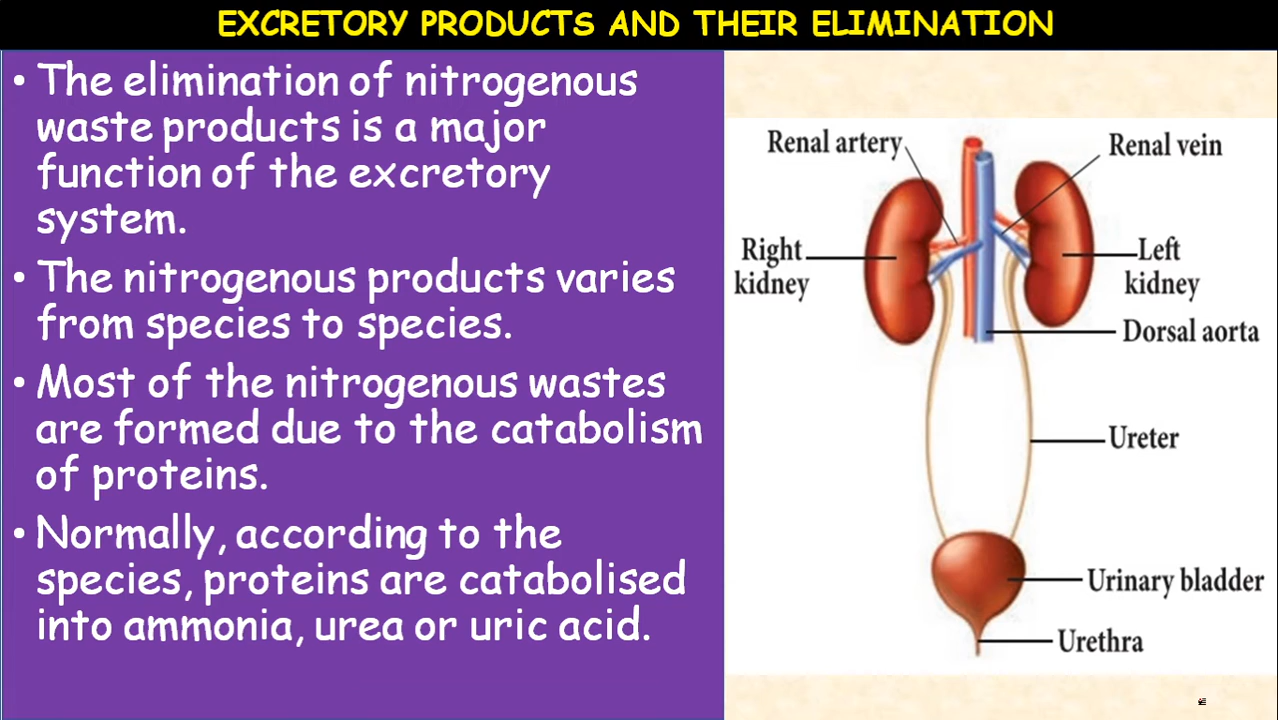 EXCRETORY PRODUCTS AND THEIR ELIMINATION
• The elimination of nitrogenous
waste products is a major
function of the excretory
system.
• The nitrogenous products varies
from species to species.
• Most of the nitrogenous wastes
are formed due to the catabolism
of proteins.
• Normally, according to the
species, proteins are catabolised
into ammonia, urea or uric acid.
Renal artery
Renal vein
Right
kidney
Left
kidney
Dorsal aorta
Ureter
Urinary bladder
Urethra